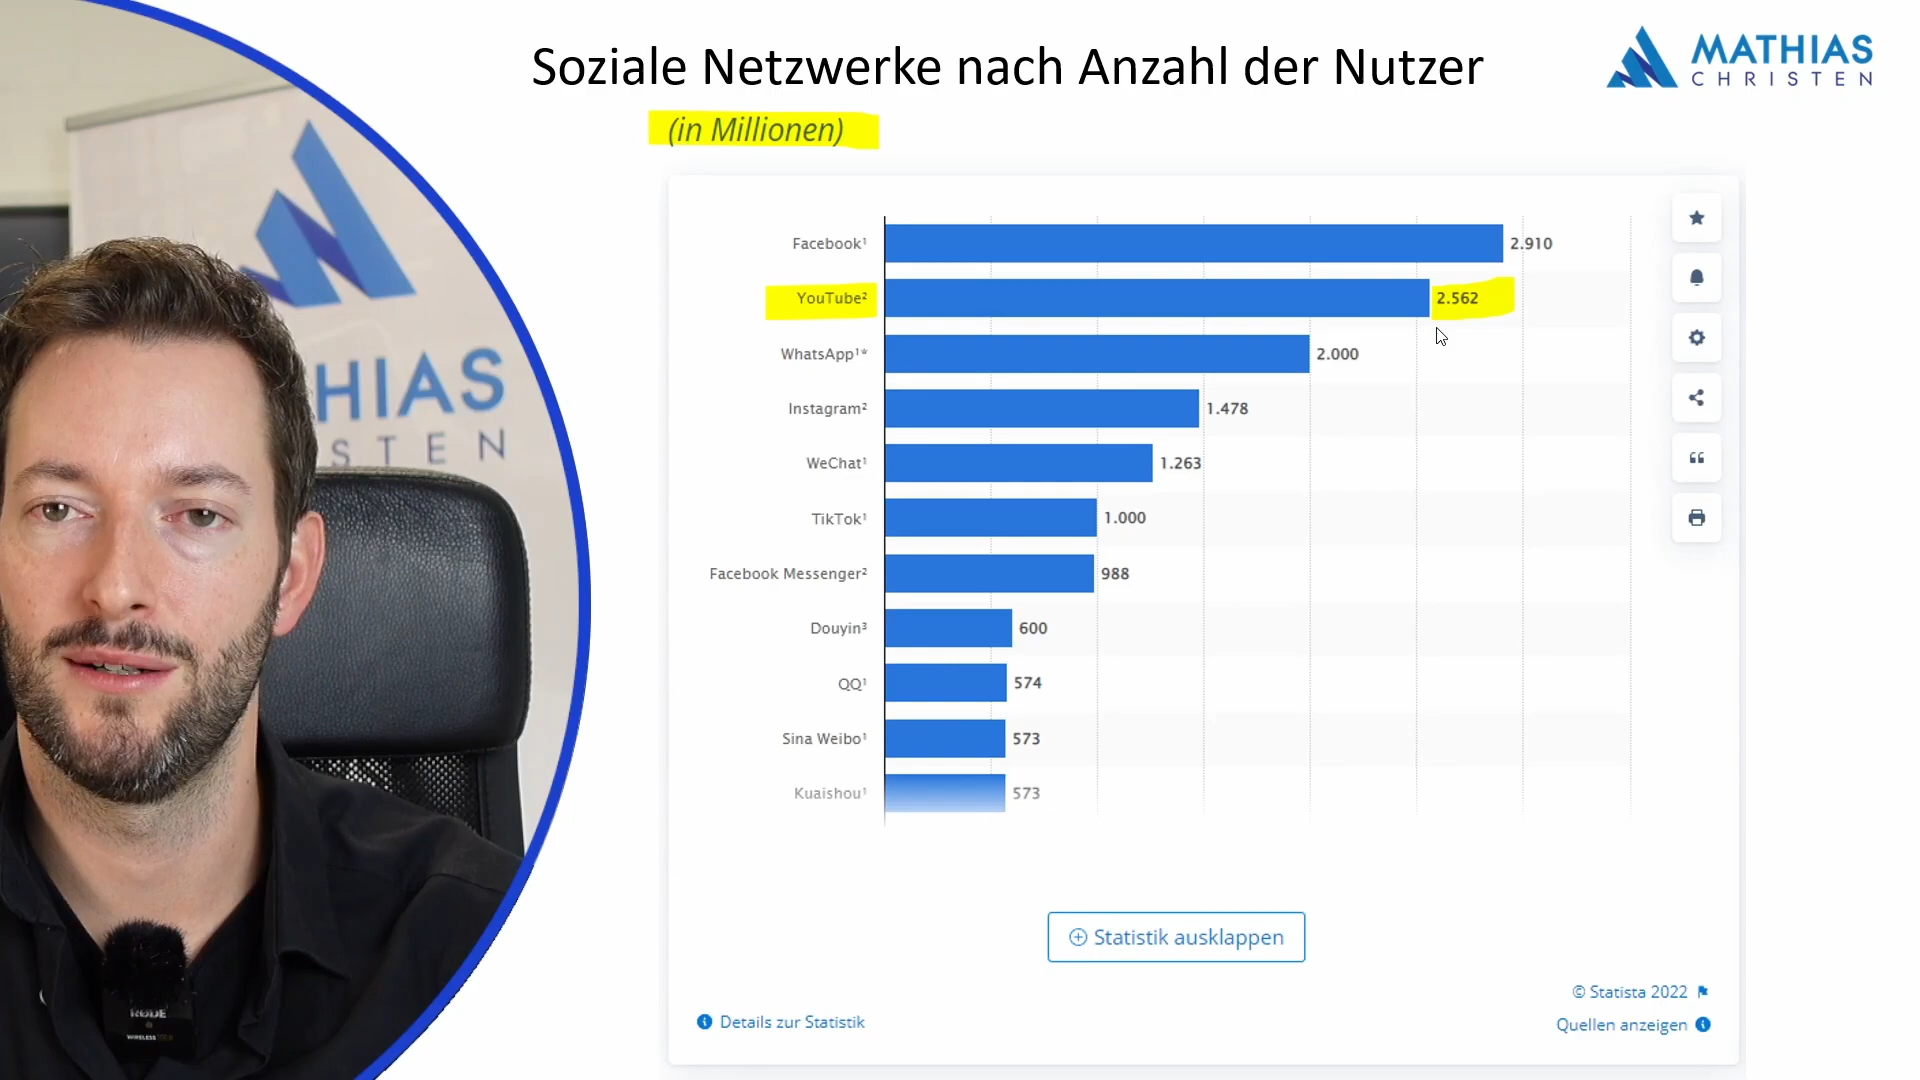 Soziale Netzwerke nach Anzahl der Nutzer
MATHIAS
CHRISTEN
(in Millionen)
Facebook¹ 2.910
YouTube² 2.562
WhatsApp¹* 2.000
Instagram² 1.478
WeChat¹ 1.263
TikTok¹ 1.000
Facebook Messenger² 988
Douyin³ 600
QQ¹ 574
Sina Weibo¹ 573
Kuaishou¹ 573
Statistik ausklappen
© Statista 2022
Details zur Statistik
Quellen anzeigen
HIAS
STEN
RØDE
WIRELESS